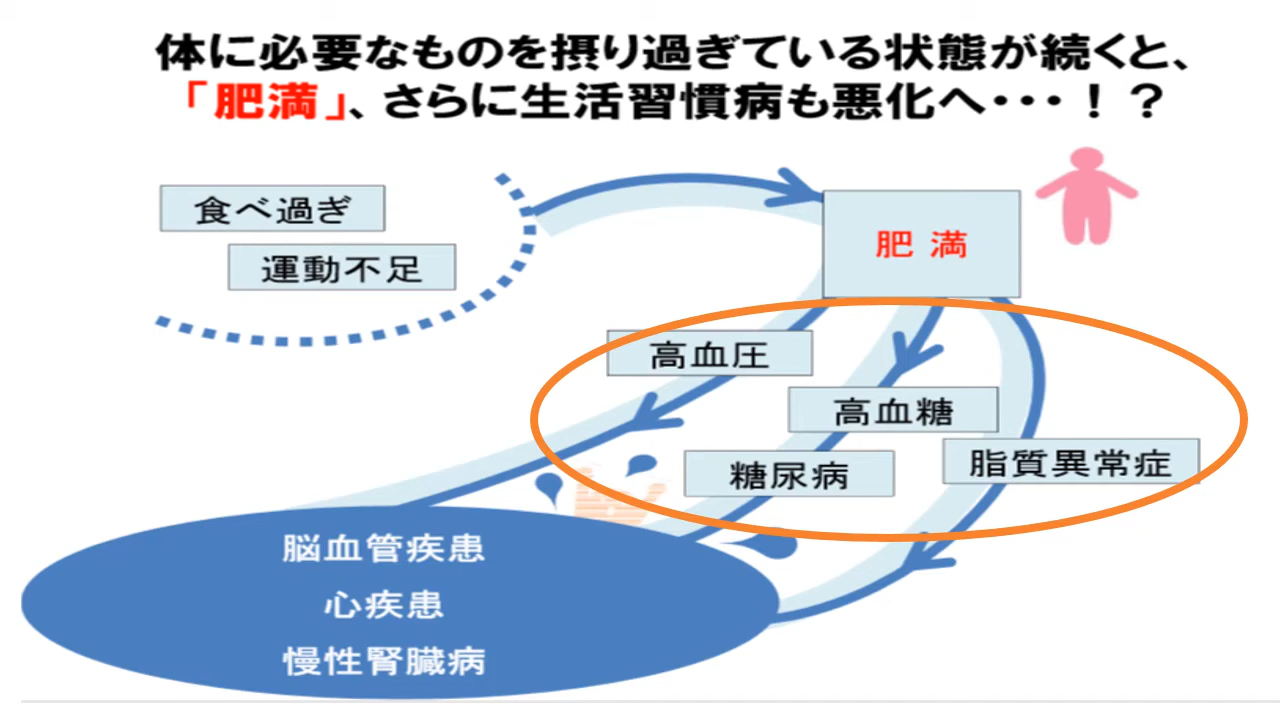 体に必要なものを摂り過ぎている状態が続くと、
「肥満」、さらに生活習慣病も悪化へ・・・！？
食べ過ぎ
運動不足
肥 満
高血圧
高血糖
糖尿病
脂質異常症
脳血管疾患
心疾患
慢性腎臓病